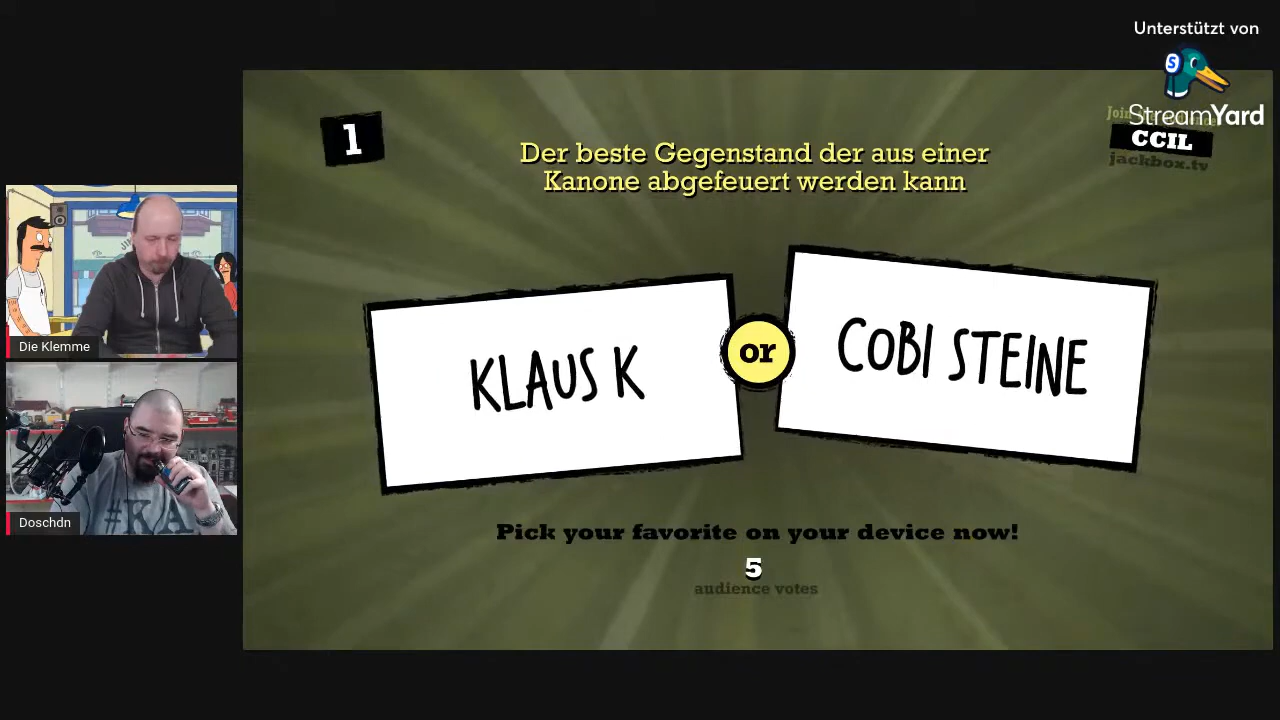 Unterstützt von
StreamYard
CCIL
jackbox.tv
1
Der beste Gegenstand der aus einer
Kanone abgefeuert werden kann
KLAUS K
or
COBI STEINE
Die Klemme
#KA
Doschdn
Pick your favorite on your device now!
5
audience votes